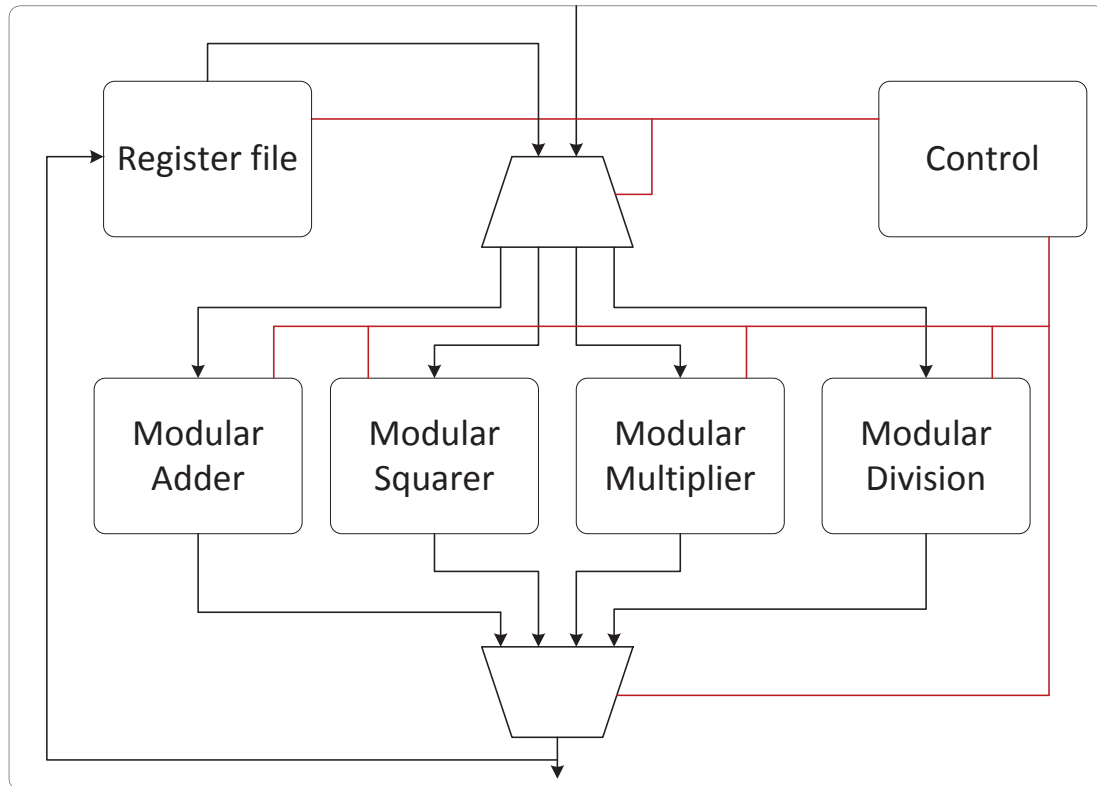 Register file
Control
Modular
Adder
Modular
Squarer
Modular
Multiplier
Modular
Division